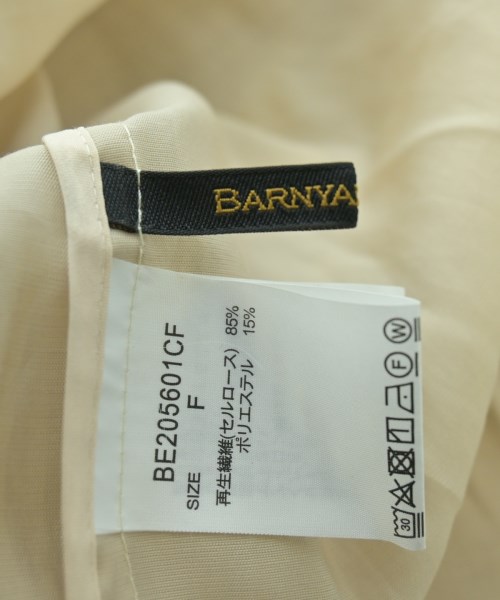 BARNYA
BE205601CF
SIZE F
再生繊維(セルロース) 85%
ポリエステル 15%
30 F W